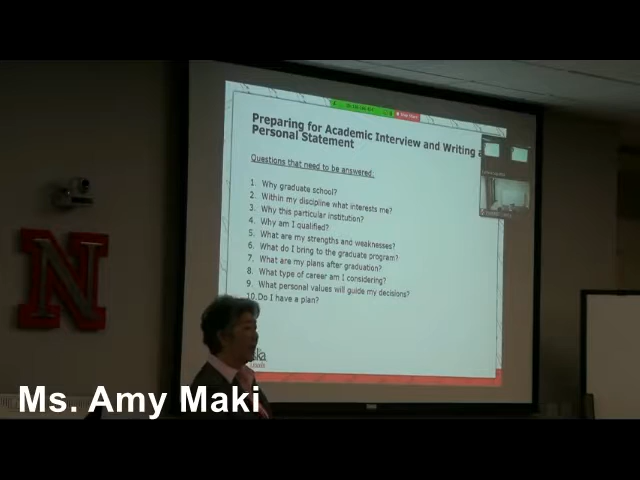 Preparing for Academic Interview and Writing a
Personal Statement
Questions that need to be answered:
1. Why graduate school?
2. Within my discipline what interests me?
3. Why this particular institution?
4. Why am I qualified?
5. What are my strengths and weaknesses?
6. What do I bring to the graduate program?
7. What are my plans after graduation?
8. What type of career am I considering?
9. What personal values will guide my decisions?
10. Do I have a plan?
N
Ms. Amy Maki